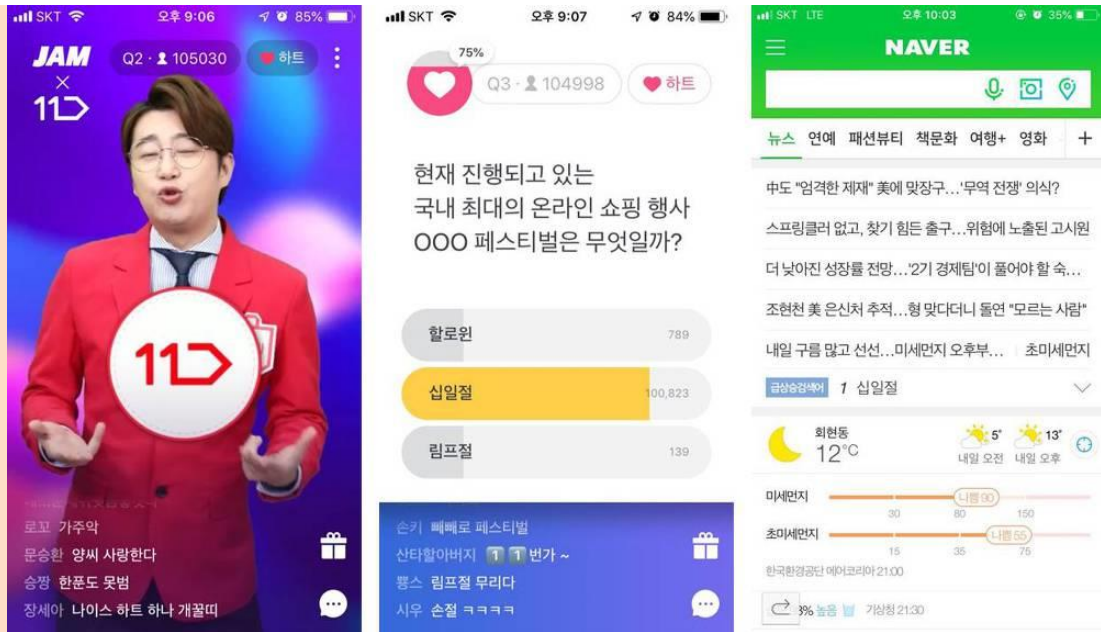 SKT 오후 9:06 85%
JAM
×
11
Q2 · 105030 하트
11
로꼬 가주악
문승환 양씨 사랑한다
승짱 한푼도 못범
장세아 나이스 하트 하나 개꿀띠
SKT 오후 9:07 84%
75%
Q3 · 104998 하트
현재 진행되고 있는
국내 최대의 온라인 쇼핑 행사
OOO 페스티벌은 무엇일까?
할로윈 789
십일절 100,823
림프절 139
손키 빼빼로 페스티벌
산타할아버지 1 1 번가 ~
뿅스 림프절 무리다
시우 손절 ㅋㅋㅋㅋ
SKT LTE 오후 10:03 35%
NAVER
뉴스 연예 패션뷰티 책문화 여행+ 영화 +
中도 "엄격한 제재" 美에 맞장구…'무역 전쟁' 의식?
스프링클러 없고, 찾기 힘든 출구…위험에 노출된 고시원
더 낮아진 성장률 전망…'2기 경제팀'이 풀어야 할 숙…
조현천 美 은신처 추적…형 맞다더니 돌연 "모르는 사람"
내일 구름 많고 선선…미세먼지 오후부… 초미세먼지
급상승검색어 1 십일절
회현동
12°C
5° 13°
내일 오전 내일 오후
미세먼지 나쁨 90
30 80 150
초미세먼지 나쁨 55
15 35 75
한국환경공단 에어코리아 21:00
3% 높음 기상청 21:30